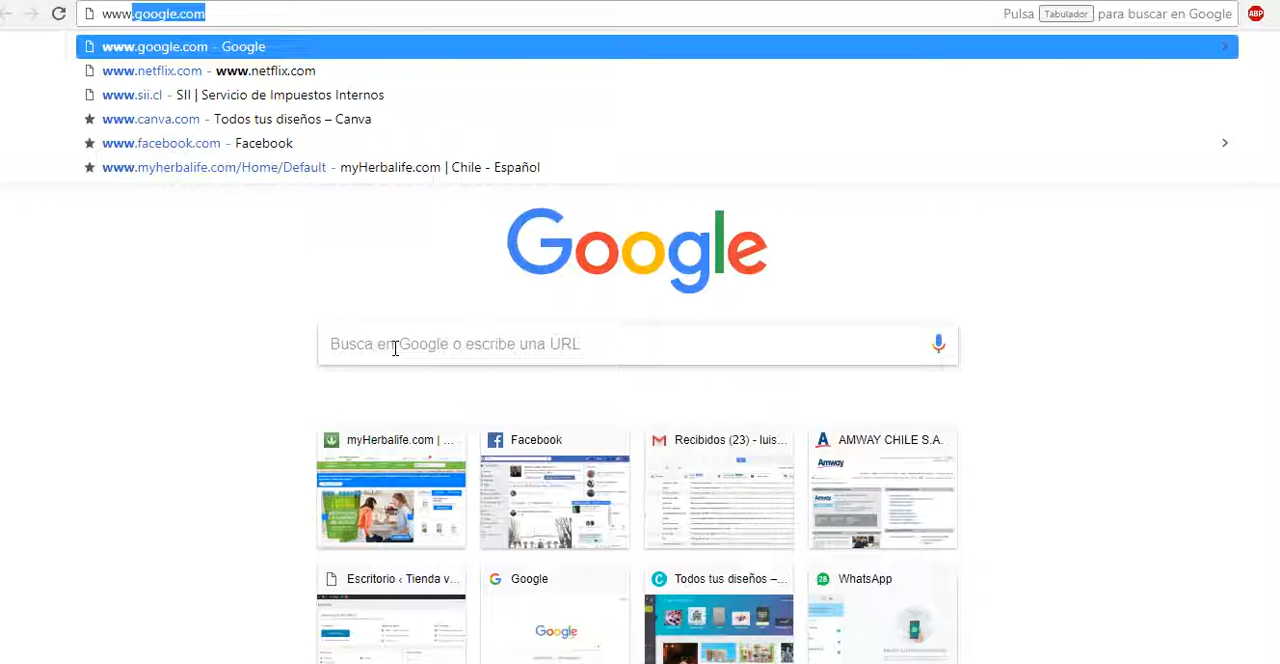 www.google.com
Pulsa Tabulador para buscar en Google
ABP
www.google.com - Google
www.netflix.com - www.netflix.com
www.sii.cl - SII | Servicio de Impuestos Internos
www.canva.com - Todos tus diseños – Canva
www.facebook.com - Facebook
www.myherbalife.com/Home/Default - myHerbalife.com | Chile - Español
Google
Busca en Google o escribe una URL
myHerbalife.com | ...
Facebook
Recibidos (23) - luis...
AMWAY CHILE S.A.
Amway
Escritorio ‹ Tienda v...
Google
Todos tus diseños –...
WhatsApp
Google